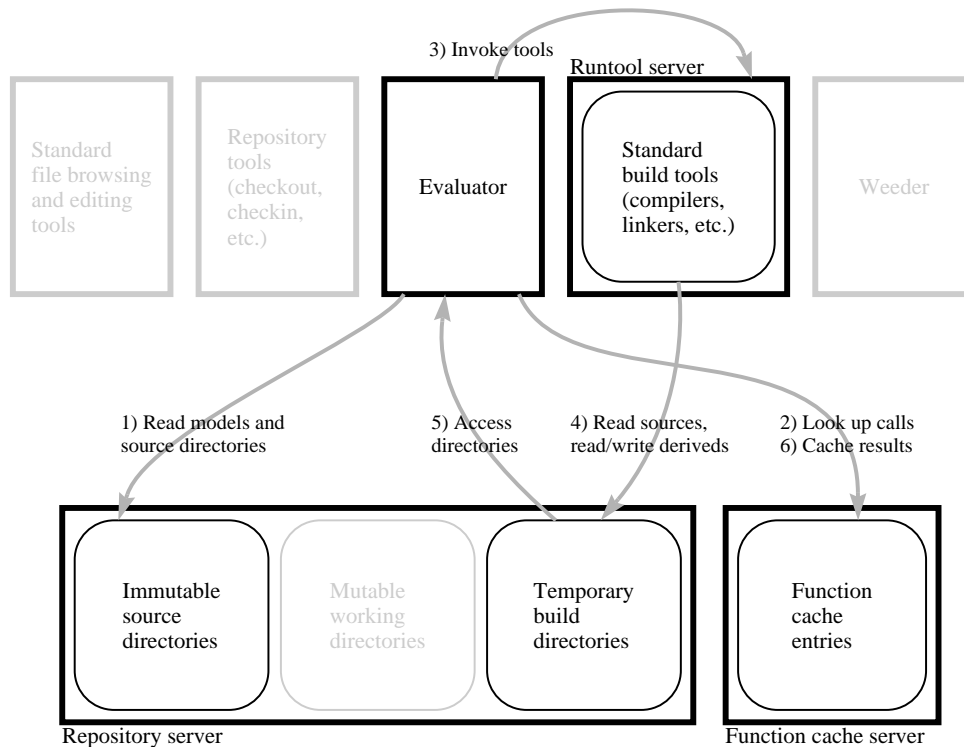 3) Invoke tools
Runtool server
Standard
file browsing
and editing
tools
Repository
tools
(checkout,
checkin,
etc.)
Evaluator
Standard
build tools
(compilers,
linkers, etc.)
Weeder
1) Read models and
source directories
5) Access
directories
4) Read sources,
read/write deriveds
2) Look up calls
6) Cache results
Immutable
source
directories
Mutable
working
directories
Temporary
build
directories
Function
cache
entries
Repository server
Function cache server